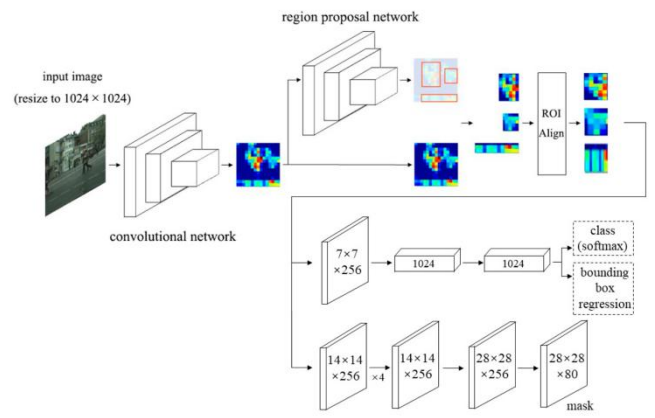 region proposal network
input image
(resize to 1024 × 1024)
ROI
Align
convolutional network
7×7
×256
1024
1024
class
(softmax)
bounding
box
regression
14×14
×256
×4
14×14
×256
28×28
×256
28×28
×80
mask